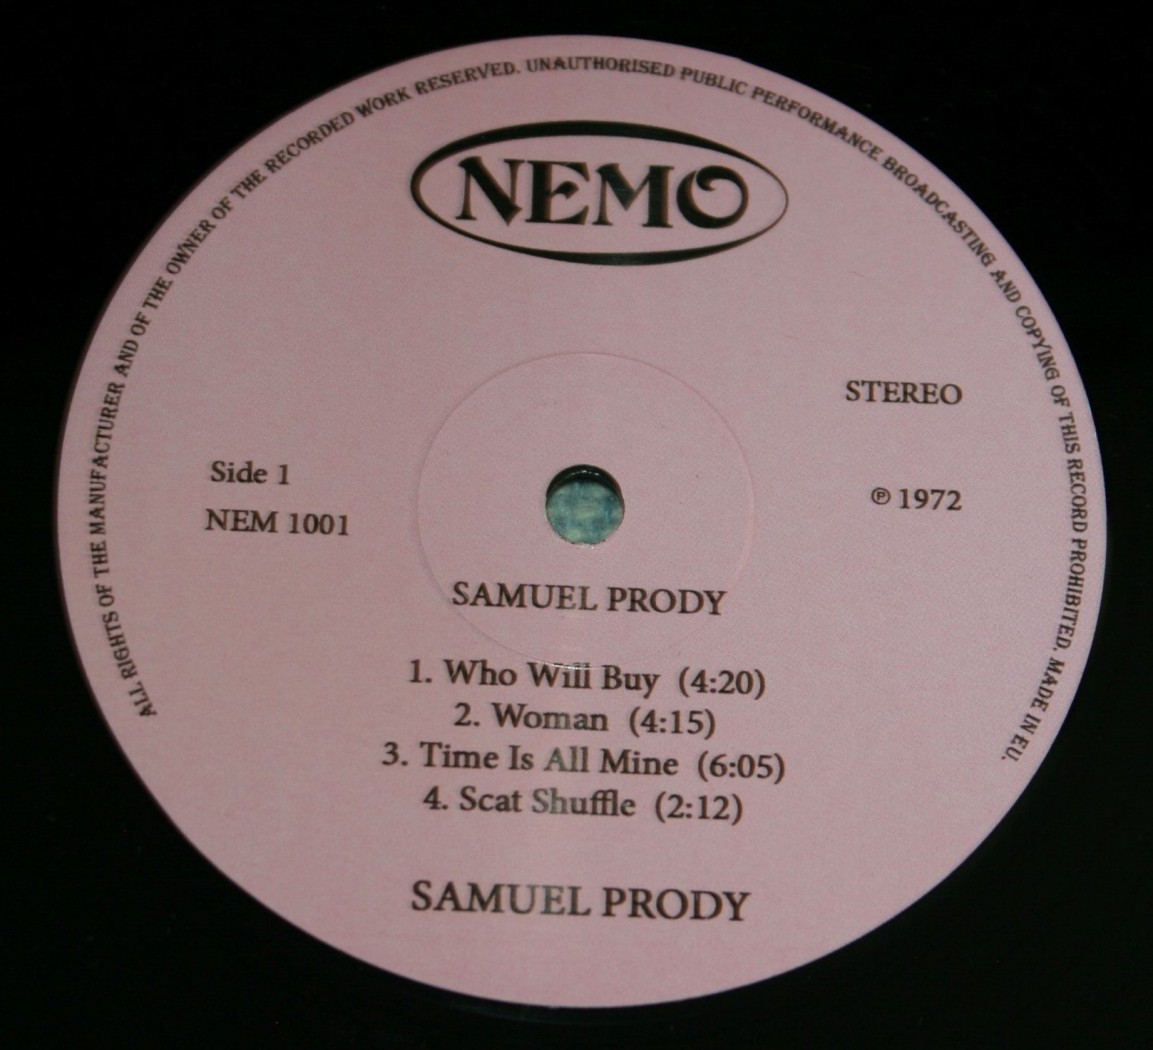 ALL RIGHTS OF THE MANUFACTURER AND OF THE OWNER OF THE RECORDED WORK RESERVED. UNAUTHORISED PUBLIC PERFORMANCE BROADCASTING AND COPYING OF THIS RECORD PROHIBITED. MADE IN EU.
NEMO
STEREO
Side 1
℗ 1972
NEM 1001
SAMUEL PRODY
1. Who Will Buy (4:20)
2. Woman (4:15)
3. Time Is All Mine (6:05)
4. Scat Shuffle (2:12)
SAMUEL PRODY